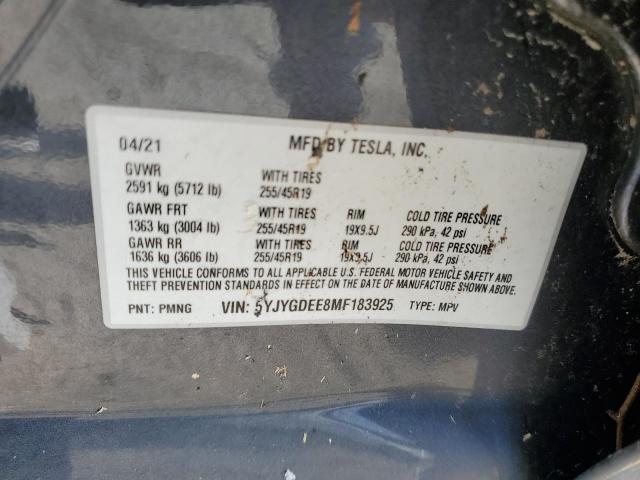 04/21 MFD BY TESLA, INC.
GVWR WITH TIRES
2591 kg (5712 lb) 255/45R19
GAWR FRT WITH TIRES RIM COLD TIRE PRESSURE
1363 kg (3004 lb) 255/45R19 19X9.5J 290 kPa, 42 psi
GAWR RR WITH TIRES RIM COLD TIRE PRESSURE
1636 kg (3606 lb) 255/45R19 19X9.5J 290 kPa, 42 psi
THIS VEHICLE CONFORMS TO ALL APPLICABLE U.S. FEDERAL MOTOR VEHICLE SAFETY AND
THEFT PREVENTION STANDARDS IN EFFECT ON THE DATE OF MANUFACTURE SHOWN ABOVE.
PNT: PMNG VIN: 5YJYGDEE8MF183925 TYPE: MPV